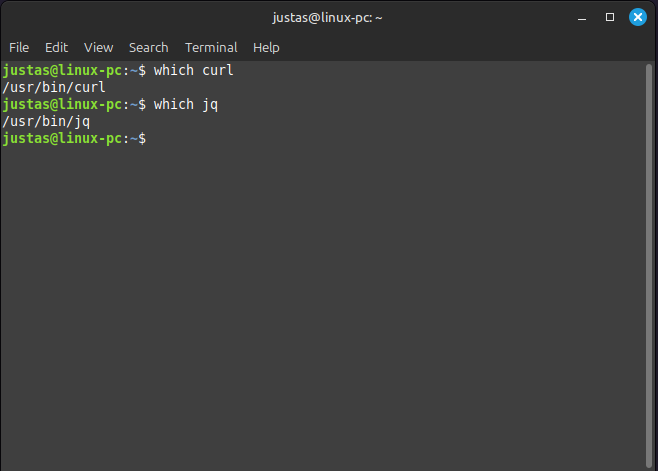 justas@linux-pc: ~
File Edit View Search Terminal Help
justas@linux-pc:~$ which curl
/usr/bin/curl
justas@linux-pc:~$ which jq
/usr/bin/jq
justas@linux-pc:~$